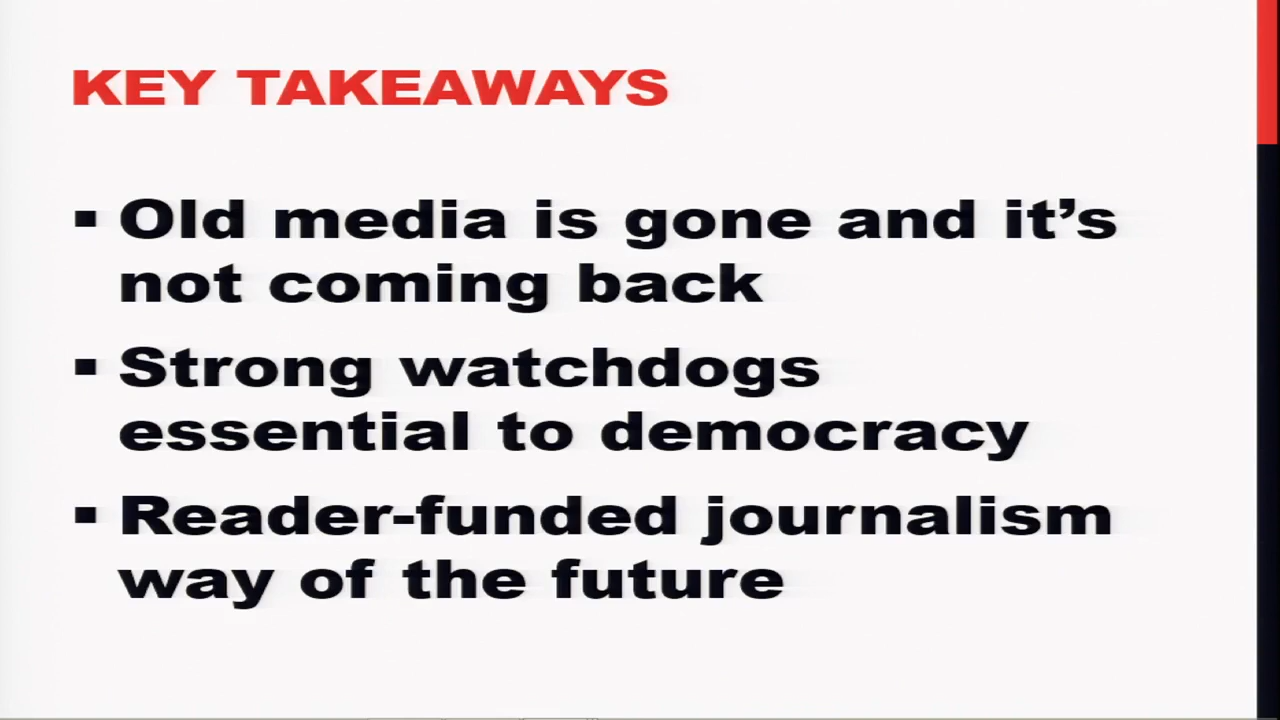 KEY TAKEAWAYS
▪ Old media is gone and it’s
not coming back
▪ Strong watchdogs
essential to democracy
▪ Reader-funded journalism
way of the future